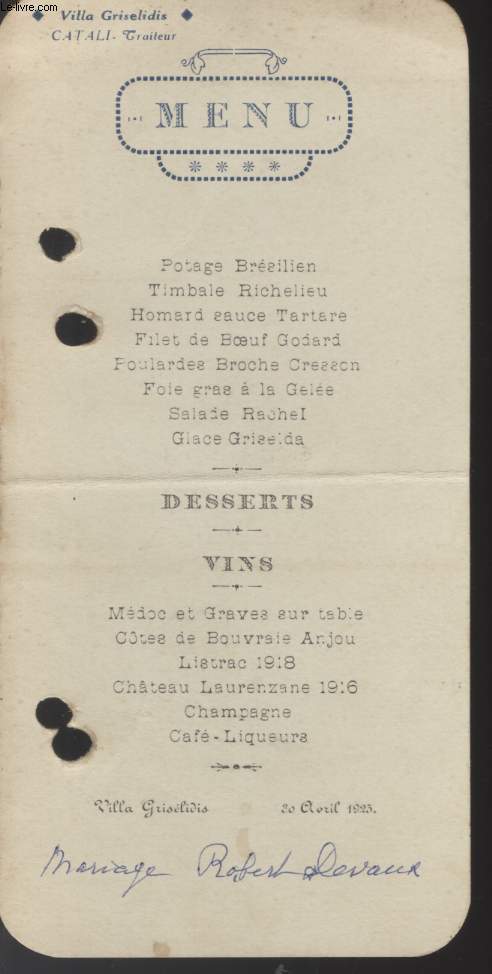 © Le-livre.com
Villa Griselidis
CATALI - Traiteur
MENU
Potage Brésilien
Timbale Richelieu
Homard sauce Tartare
Filet de Bœuf Godard
Poulardes Broche Cresson
Foie gras à la Gelée
Salade Rachel
Glace Griselda
DESSERTS
VINS
Médoc et Graves sur table
Côtes de Bouvraie Anjou
Listrac 1918
Château Laurenzane 1916
Champagne
Café - Liqueurs
Villa Grisélidis 20 Avril 1925.
Mariage Robert Devaux